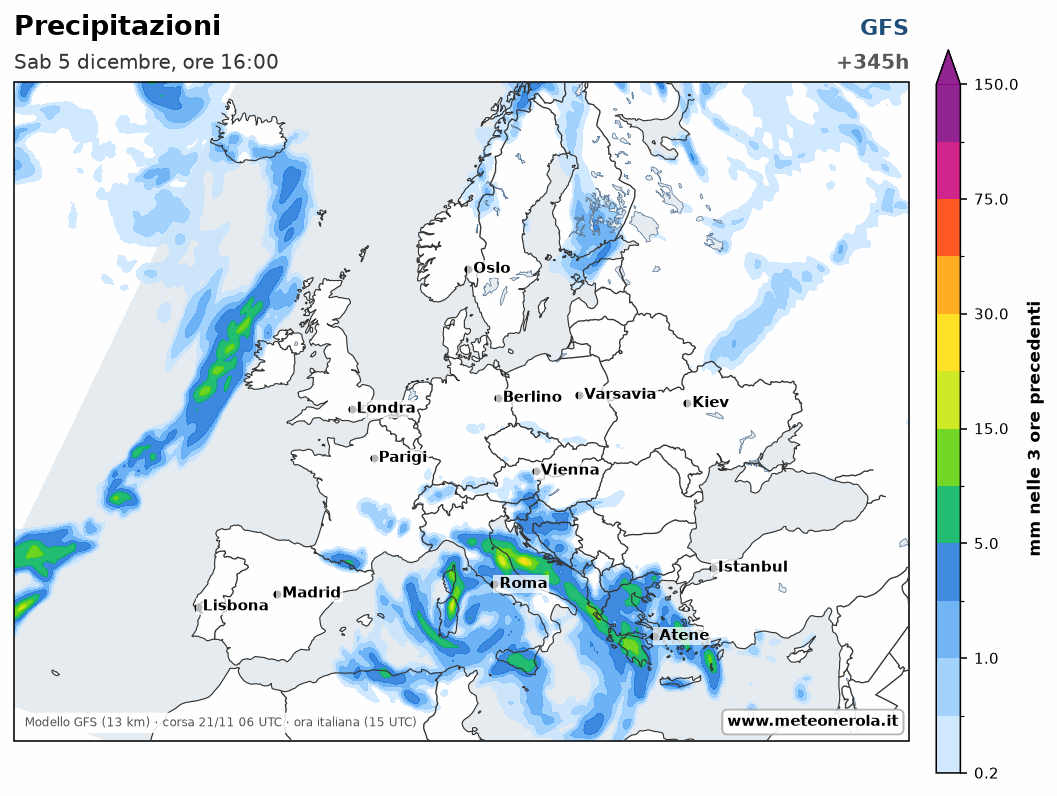 Precipitazioni
GFS
Sab 5 dicembre, ore 16:00
+345h
150.0
75.0
30.0
15.0
5.0
1.0
0.2
mm nelle 3 ore precedenti
Oslo
Londra
Berlino
Varsavia
Kiev
Parigi
Vienna
Istanbul
Roma
Madrid
Lisbona
Atene
Modello GFS (13 km) · corsa 21/11 06 UTC · ora italiana (15 UTC)
www.meteonerola.it